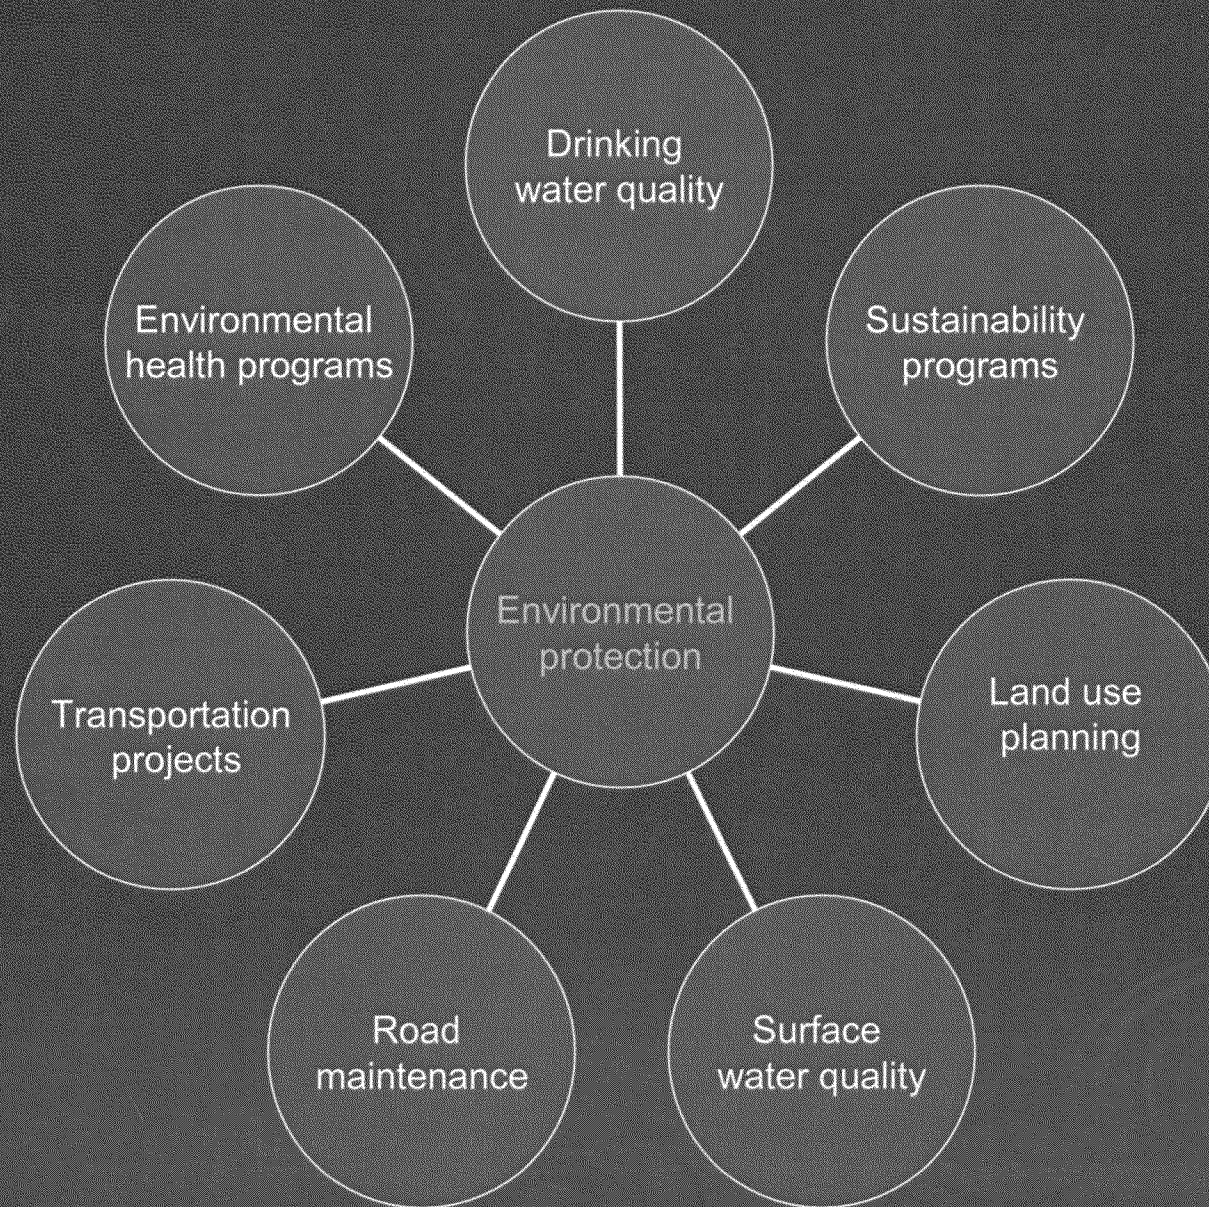 Drinking
water quality
Sustainability
programs
Land use
planning
Surface
water quality
Road
maintenance
Transportation
projects
Environmental
health programs
Environmental
protection